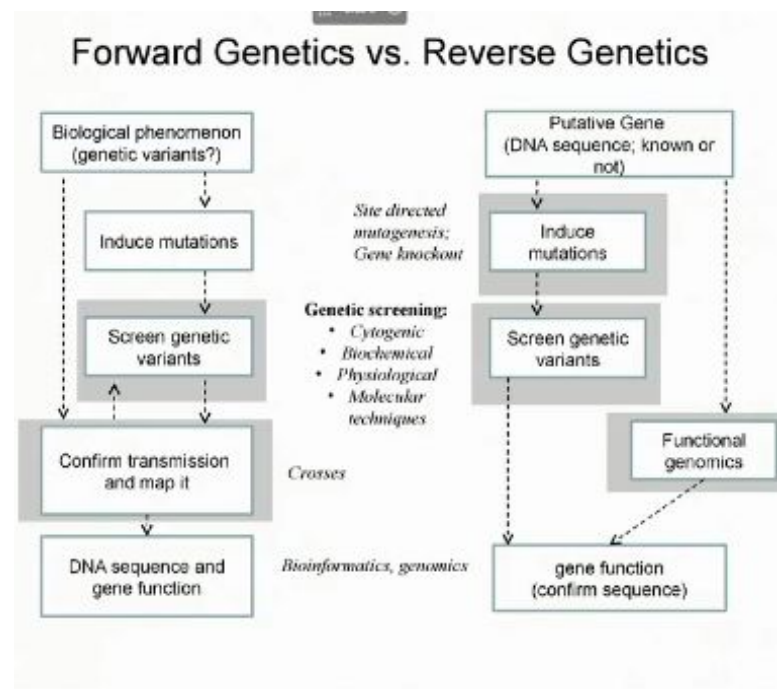 Forward Genetics vs. Reverse Genetics
Biological phenomenon
(genetic variants?)
Induce mutations
Screen genetic
variants
Confirm transmission
and map it
DNA sequence and
gene function
Site directed
mutagenesis;
Gene knockout
Genetic screening:
• Cytogenic
• Biochemical
• Physiological
• Molecular
techniques
Crosses
Bioinformatics, genomics
Putative Gene
(DNA sequence; known or
not)
Induce
mutations
Screen genetic
variants
Functional
genomics
gene function
(confirm sequence)